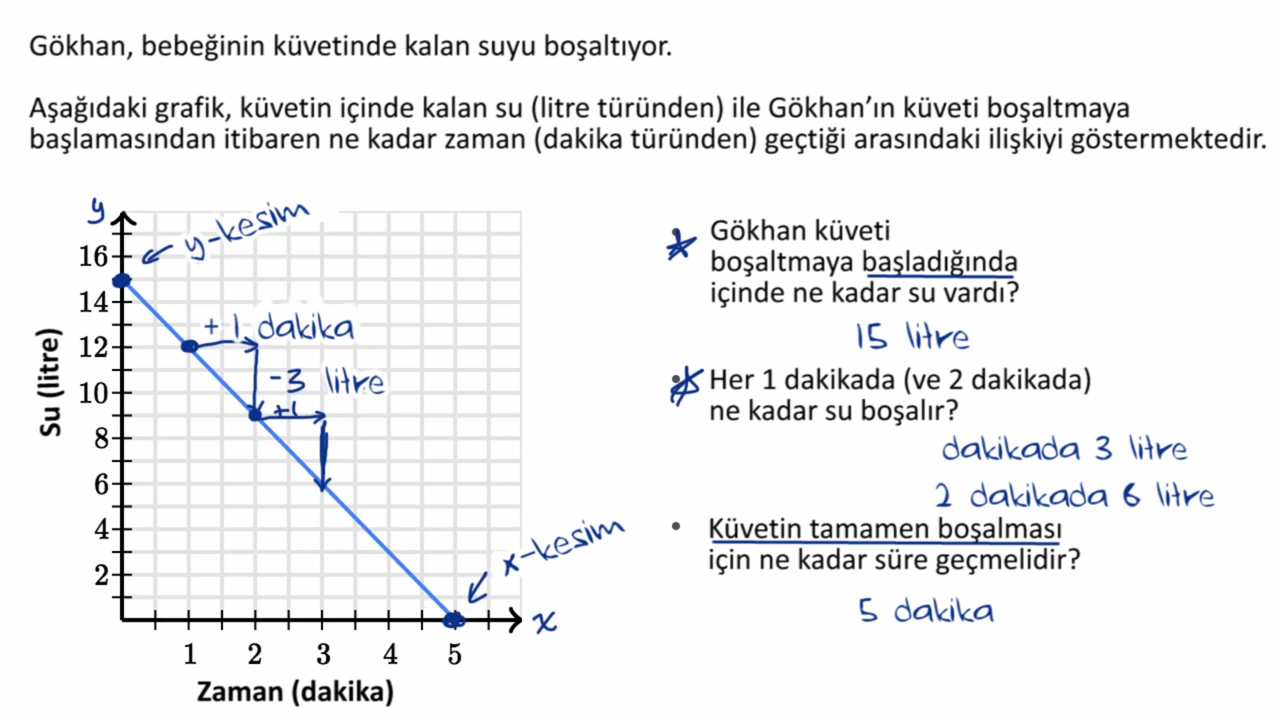 Gökhan, bebeğinin küvetinde kalan suyu boşaltıyor.
Aşağıdaki grafik, küvetin içinde kalan su (litre türünden) ile Gökhan’ın küveti boşaltmaya
başlamasından itibaren ne kadar zaman (dakika türünden) geçtiği arasındaki ilişkiyi göstermektedir.
y
y-kesim
16
14
12
10
8
6
4
2
Su (litre)
+1 dakika
-3 litre
+1
x-kesim
x
1 2 3 4 5
Zaman (dakika)
• Gökhan küveti
boşaltmaya başladığında
içinde ne kadar su vardı?
15 litre
• Her 1 dakikada (ve 2 dakikada)
ne kadar su boşalır?
dakikada 3 litre
2 dakikada 6 litre
• Küvetin tamamen boşalması
için ne kadar süre geçmelidir?
5 dakika